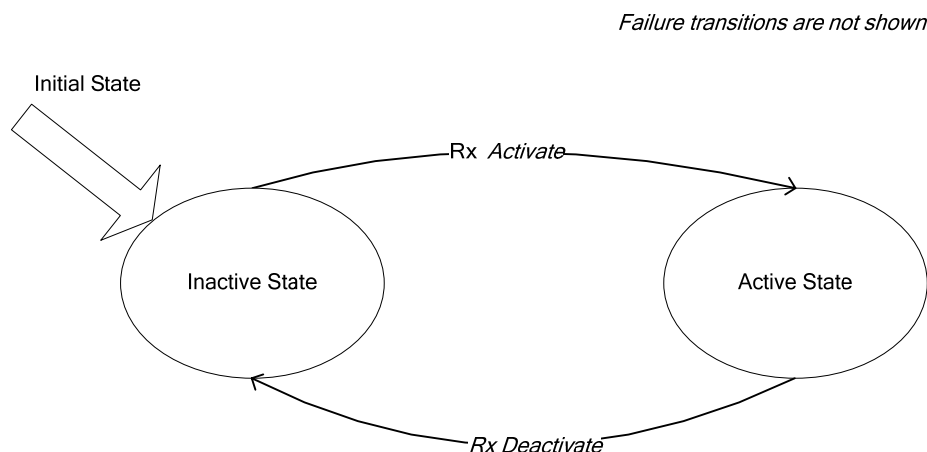 Failure transitions are not shown
Initial State
Rx Activate
Inactive State
Active State
Rx Deactivate